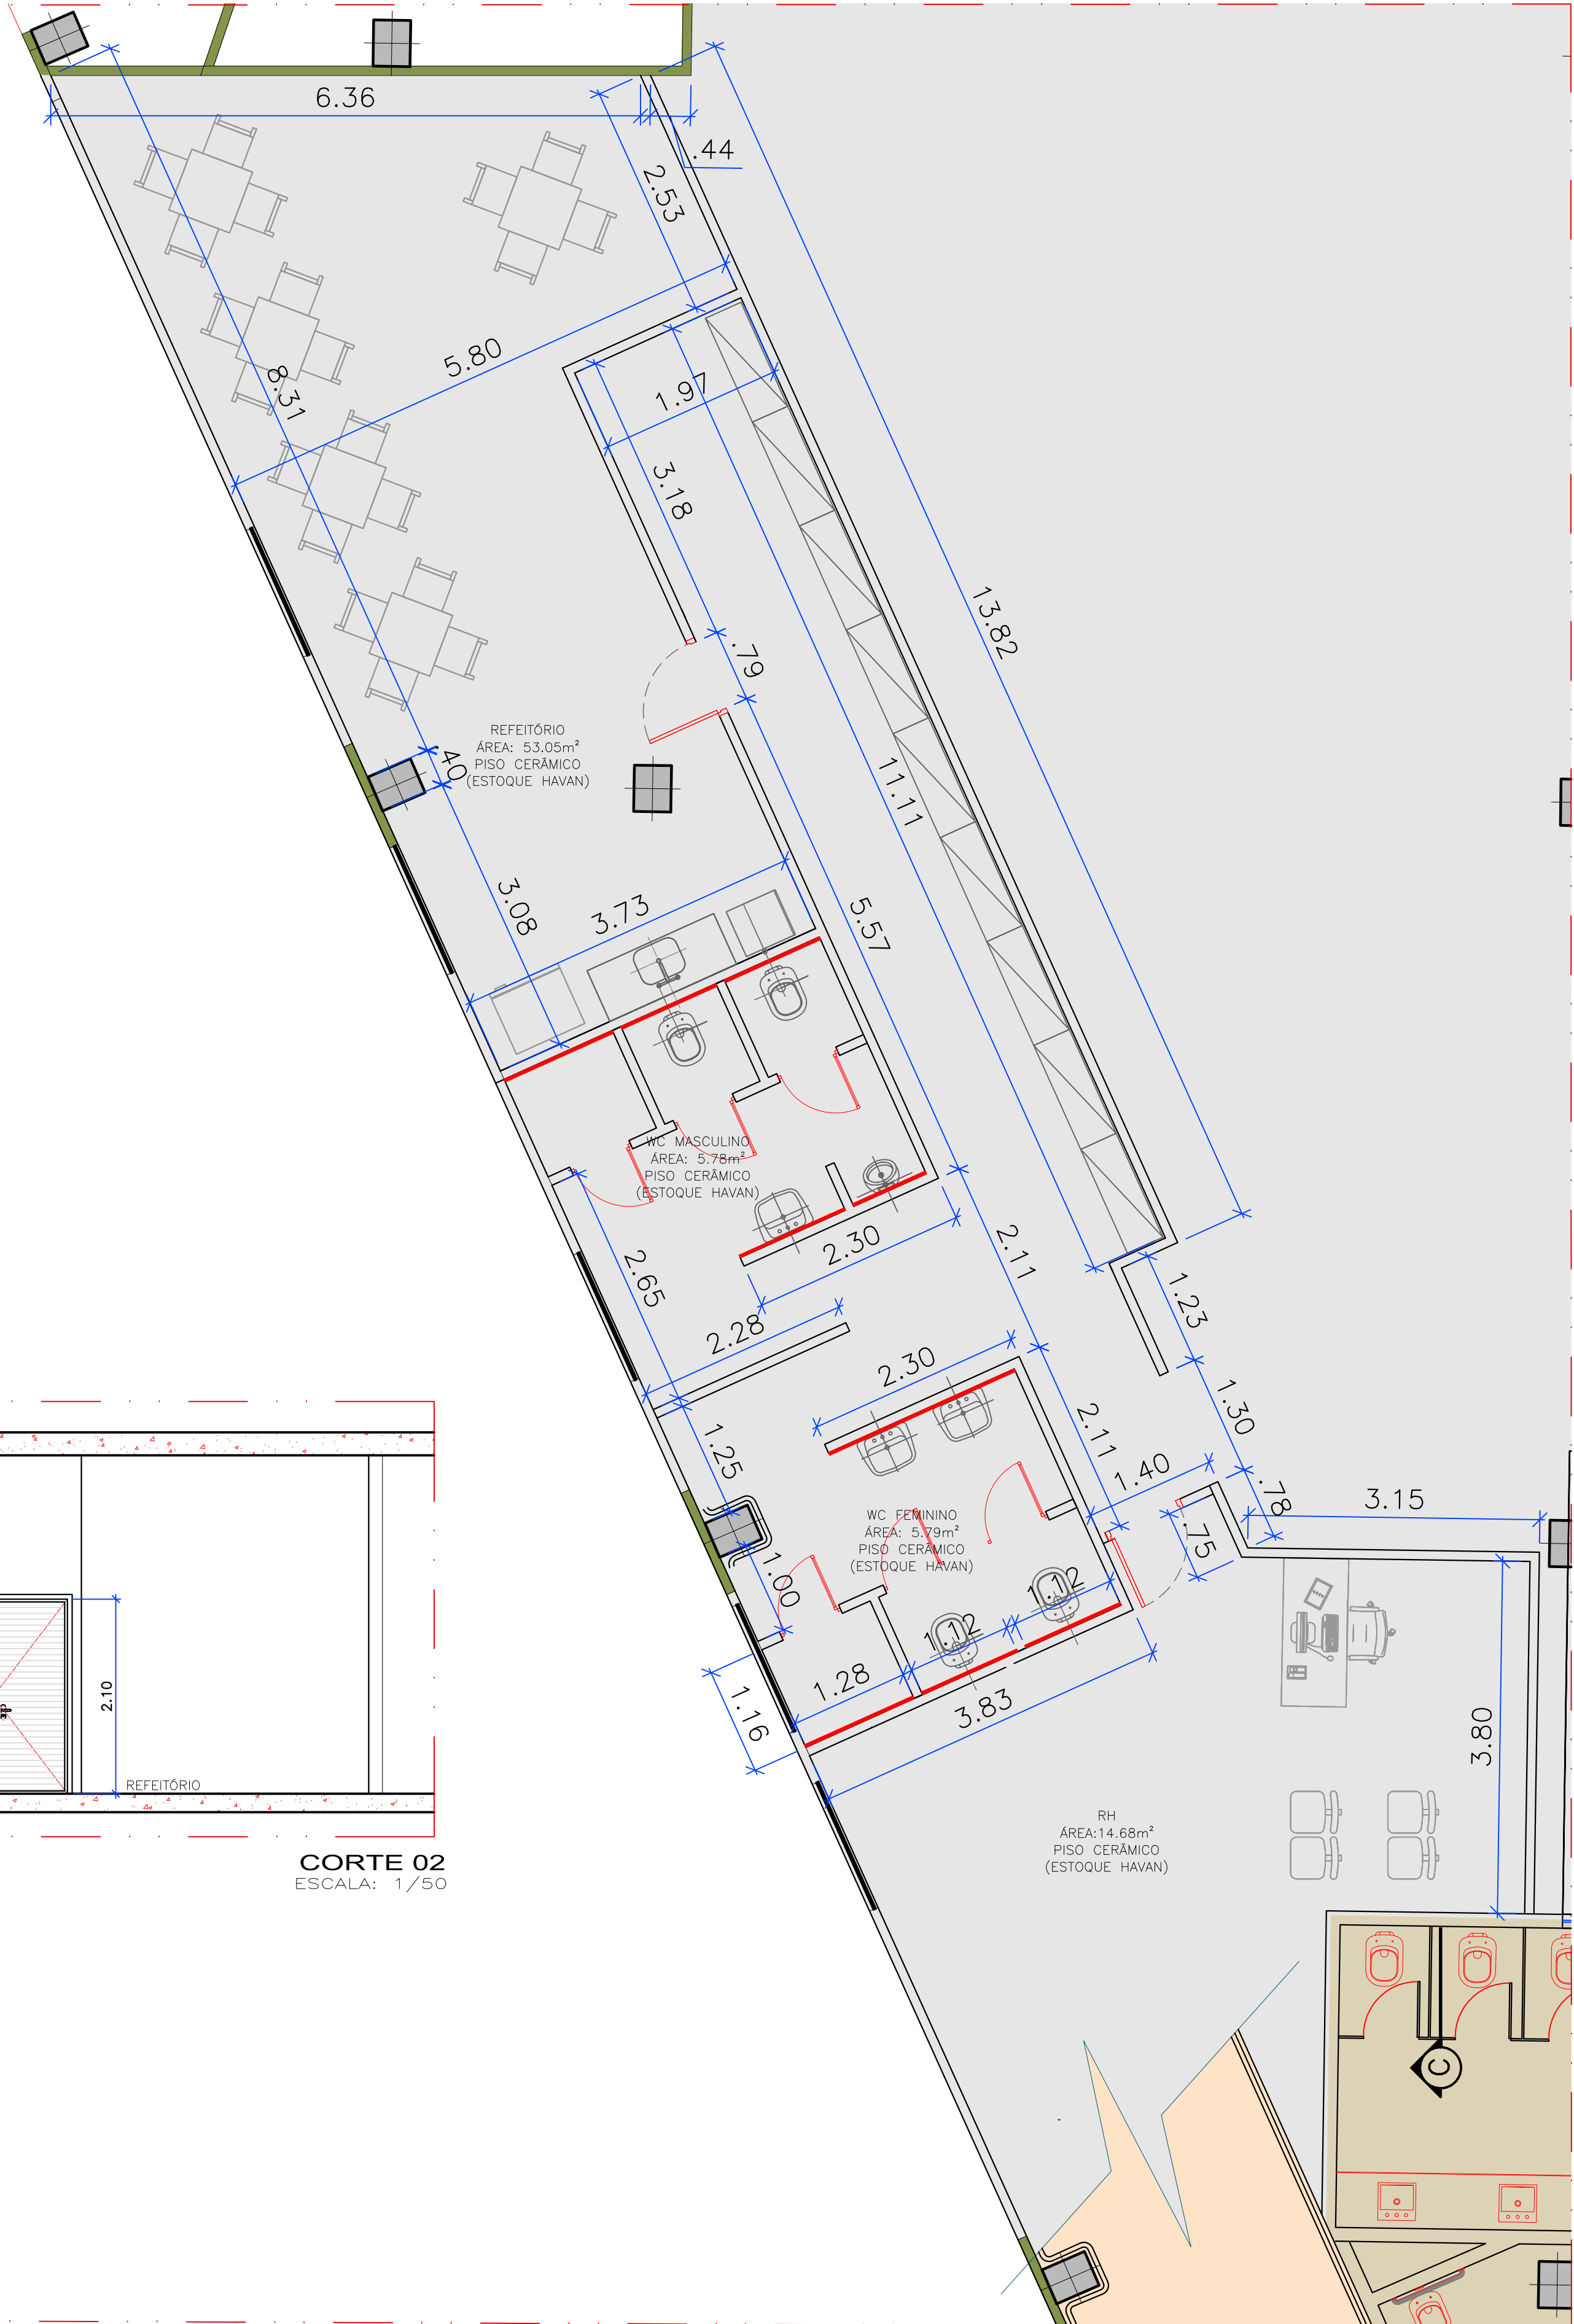 6.36
.44
2.53
5.80
8.31
1.97
3.18
13.82
.79
REFEITÓRIO
ÁREA: 53.05m²
PISO CERÂMICO
(ESTOQUE HAVAN)
.40
11.11
3.08
3.73
5.57
WC MASCULINO
ÁREA: 5.78m²
PISO CERÂMICO
(ESTOQUE HAVAN)
2.30
2.11
2.65
1.23
2.28
2.30
1.30
1.25
2.11
1.40
.78
3.15
WC FEMININO
ÁREA: 5.79m²
PISO CERÂMICO
(ESTOQUE HAVAN)
.75
1.00
1.12
1.12
1.28
1.16
3.83
3.80
2.10
REFEITÓRIO
RH
ÁREA:14.68m²
PISO CERÂMICO
(ESTOQUE HAVAN)
CORTE 02
ESCALA: 1/50
C